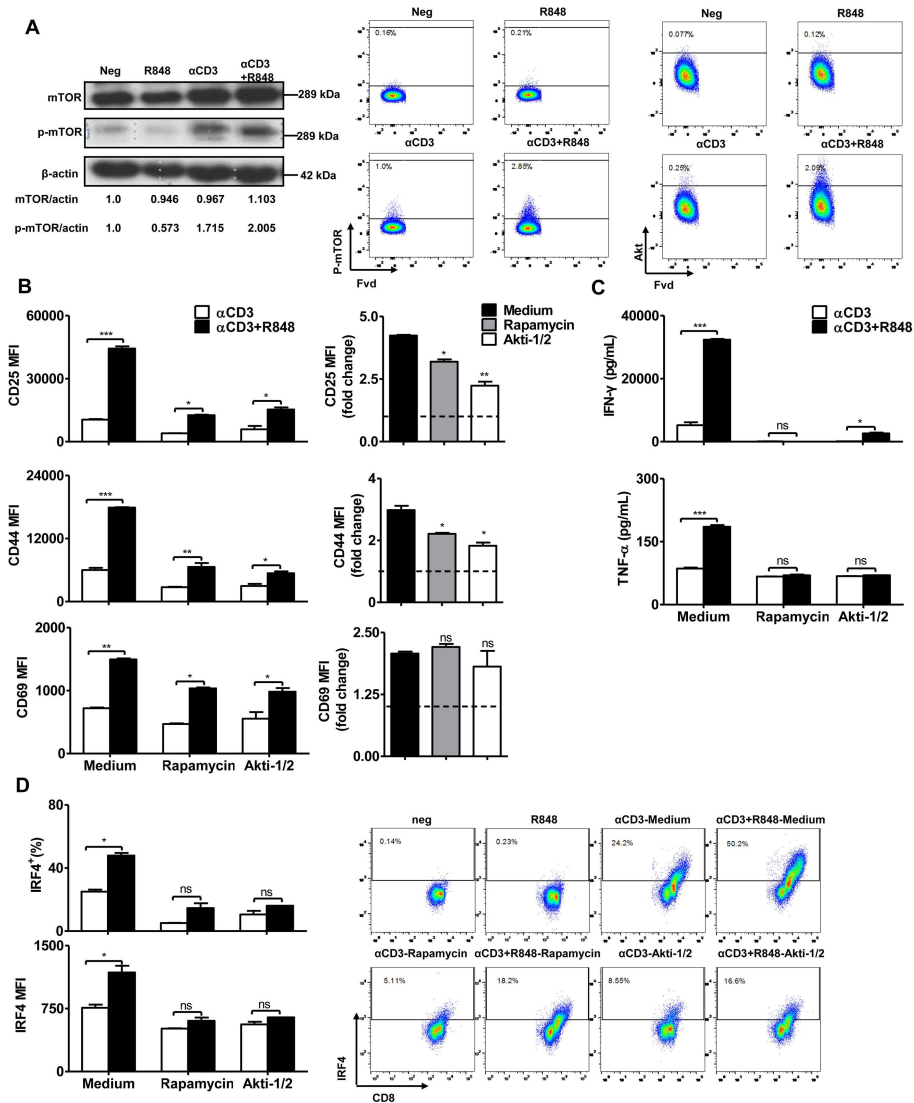 A
Neg R848 αCD3 αCD3
+R848
mTOR 289 kDa
p-mTOR 289 kDa
β-actin 42 kDa
mTOR/actin 1.0 0.946 0.967 1.103
p-mTOR/actin 1.0 0.573 1.715 2.005
Neg R848
0.16% 0.21%
αCD3 αCD3+R848
1.0% 2.85%
P-mTOR
Fvd
Neg R848
0.077% 0.12%
αCD3 αCD3+R848
0.26% 2.09%
Akt
Fvd
B
αCD3
αCD3+R848
CD25 MFI
60000
30000
0
*** * *
Medium
Rapamycin
Akti-1/2
CD25 MFI
(fold change)
5.0
2.5
0.0
* **
CD44 MFI
24000
12000
0
*** ** *
CD44 MFI
(fold change)
4
2
0
* *
CD69 MFI
2000
1000
0
** * *
Medium Rapamycin Akti-1/2
CD69 MFI
(fold change)
2.50
1.25
0.00
ns ns
C
αCD3
αCD3+R848
IFN-γ (pg/mL)
40000
20000
0
*** ns *
TNF-α (pg/mL)
300
150
0
*** ns ns
Medium Rapamycin Akti-1/2
D
IRF4+(%)
80
40
0
* ns ns
IRF4 MFI
1500
750
0
* ns ns
Medium Rapamycin Akti-1/2
neg R848 αCD3-Medium αCD3+R848-Medium
0.14% 0.23% 24.2% 50.2%
αCD3-Rapamycin αCD3+R848-Rapamycin αCD3-Akti-1/2 αCD3+R848-Akti-1/2
5.11% 18.2% 8.55% 16.6%
IRF4
CD8